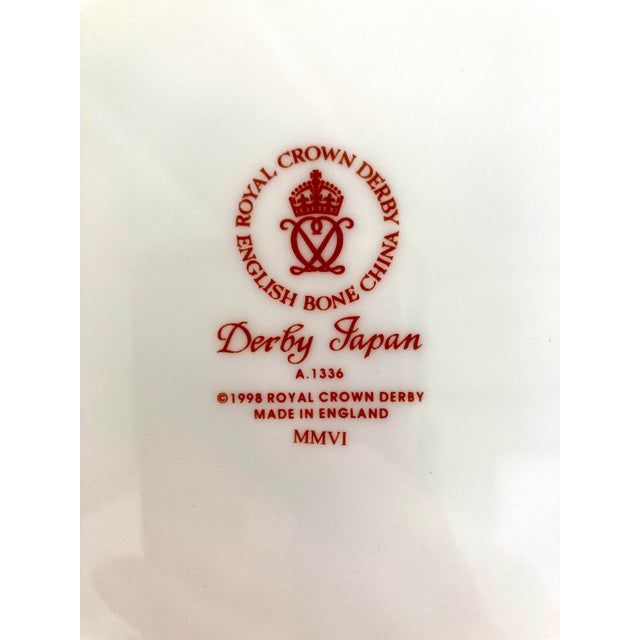 ROYAL CROWN DERBY
ENGLISH BONE CHINA
Derby Japan
A.1336
©1998 ROYAL CROWN DERBY
MADE IN ENGLAND
MMVI